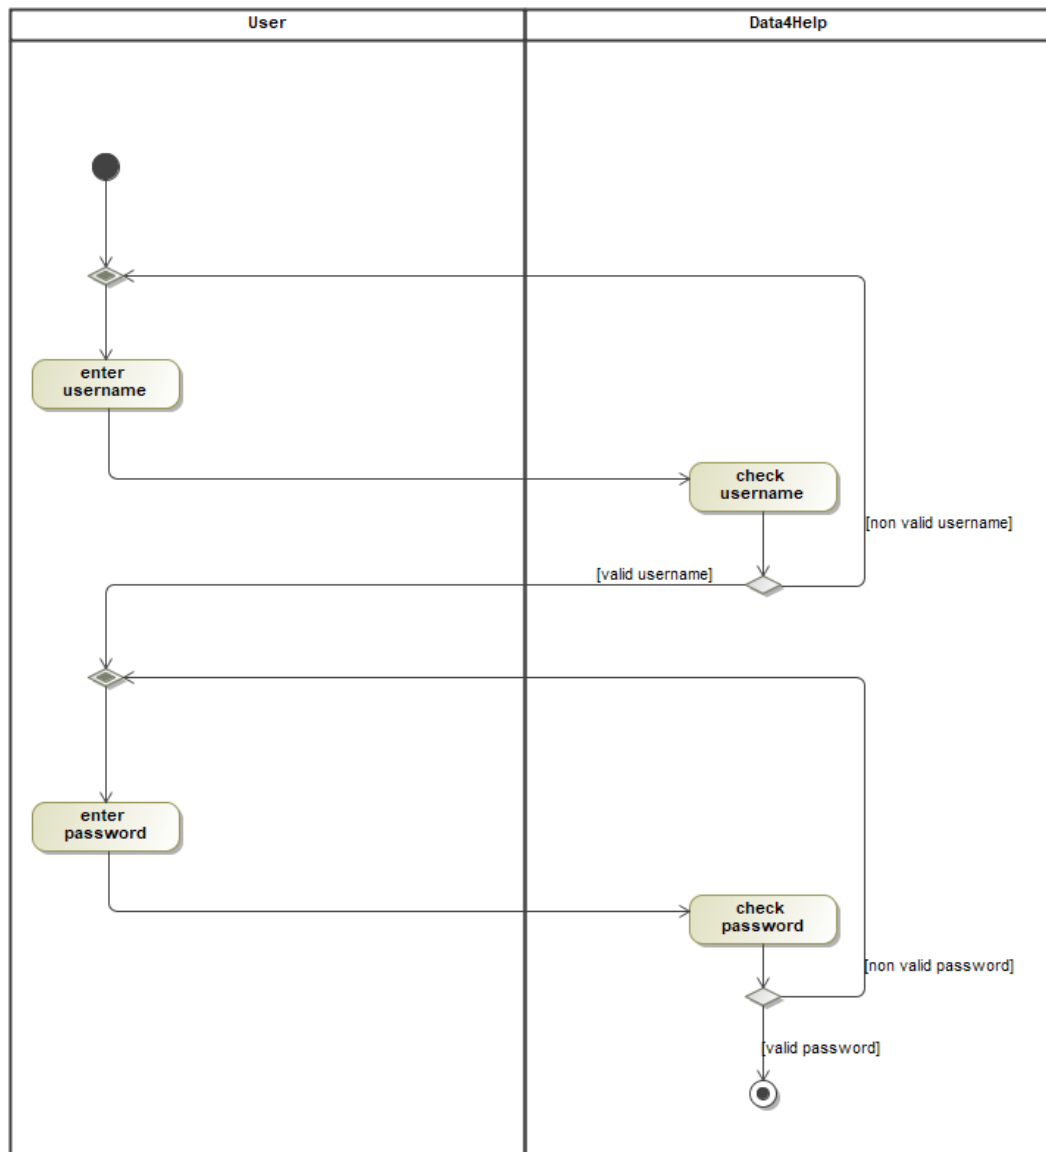 User
Data4Help
enter
username
check
username
[non valid username]
[valid username]
enter
password
check
password
[non valid password]
[valid password]